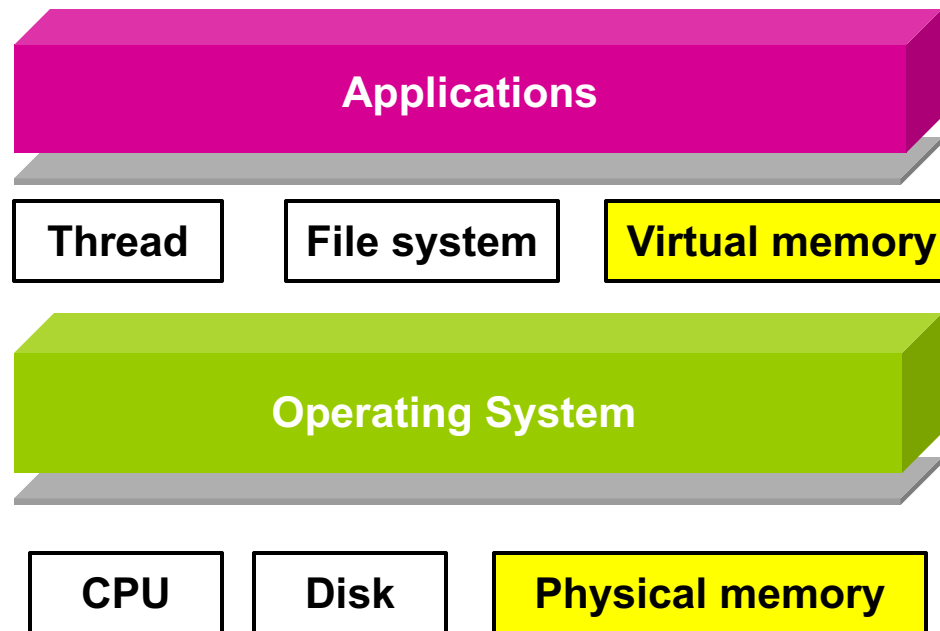 Applications
Thread
File system
Virtual memory
Operating System
CPU
Disk
Physical memory